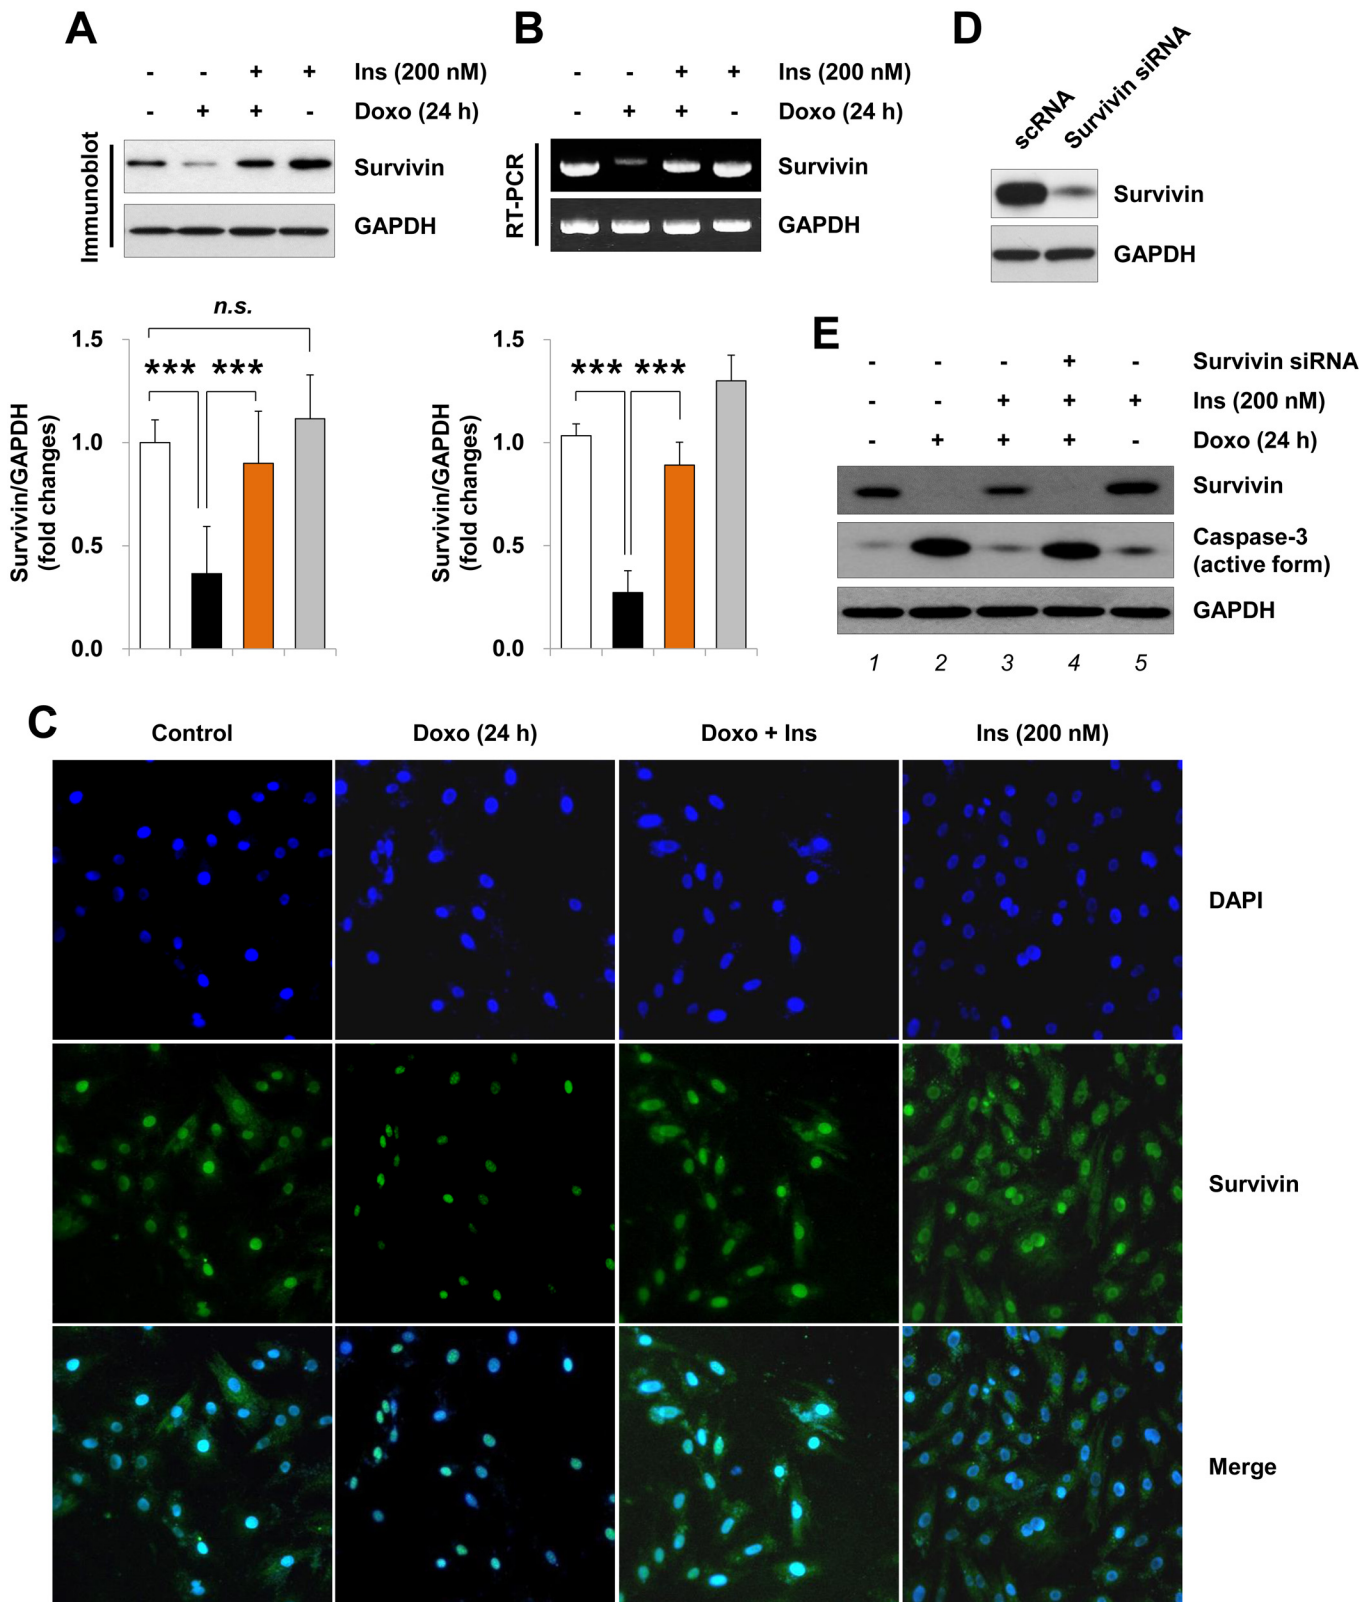 A
- - + + Ins (200 nM)
- + + - Doxo (24 h)
Immunoblot
Survivin
GAPDH
n.s.
*** ***
1.5
1.0
0.5
0.0
Survivin/GAPDH
(fold changes)
B
- - + + Ins (200 nM)
- + + - Doxo (24 h)
RT-PCR
Survivin
GAPDH
*** ***
1.5
1.0
0.5
0.0
Survivin/GAPDH
(fold changes)
D
scRNA
Survivin siRNA
Survivin
GAPDH
E
- - - + - Survivin siRNA
- - + + + Ins (200 nM)
- + + + - Doxo (24 h)
Survivin
Caspase-3
(active form)
GAPDH
1 2 3 4 5
C
Control Doxo (24 h) Doxo + Ins Ins (200 nM)
DAPI
Survivin
Merge